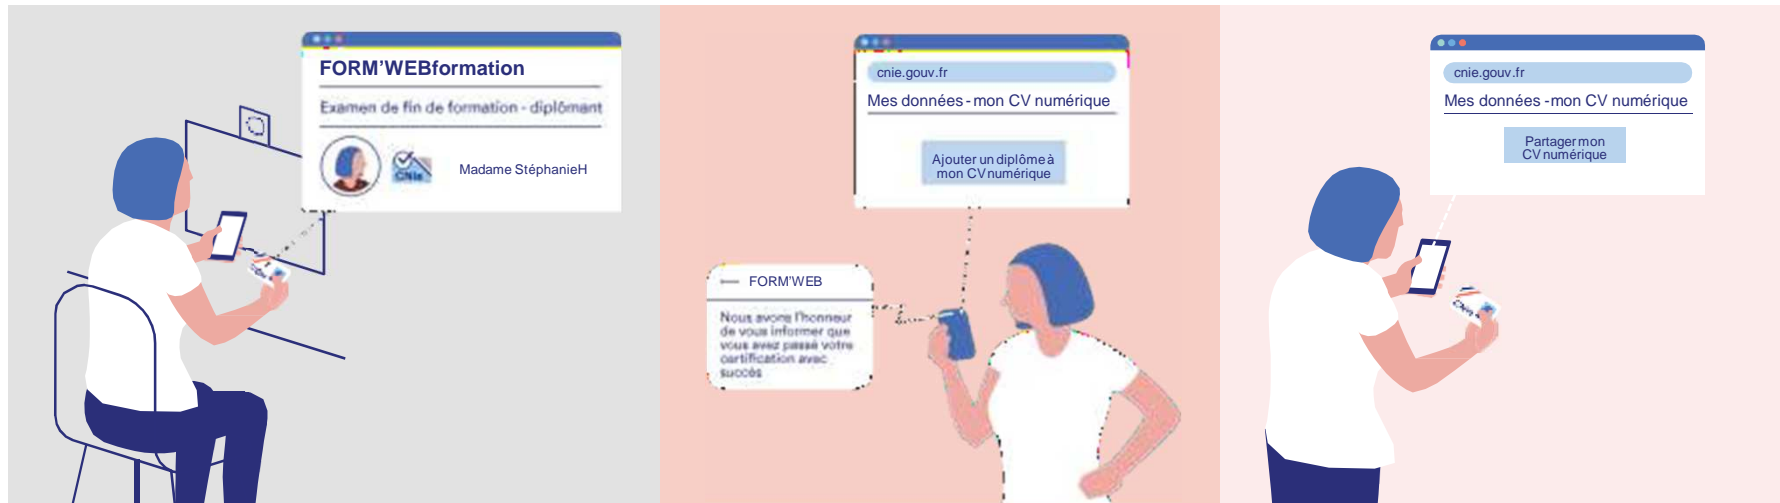 FORM'WEBformation
Examen de fin de formation - diplômant
CNIe
Madame StéphanieH
cnie.gouv.fr
Mes données - mon CV numérique
Ajouter un diplôme à
mon CV numérique
FORM'WEB
Nous avons l'honneur
de vous informer que
vous avez passé votre
certification avec
succès
cnie.gouv.fr
Mes données - mon CV numérique
Partager mon
CV numérique